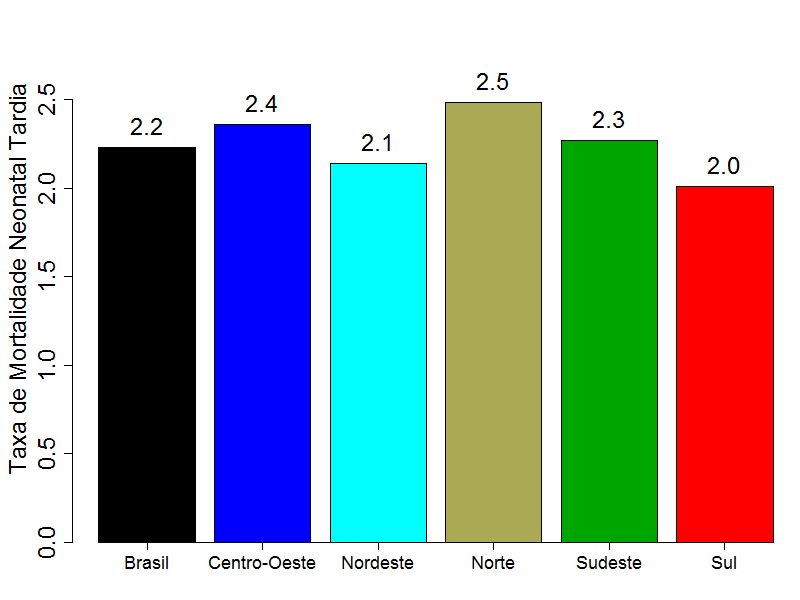 Taxa de Mortalidade Neonatal Tardia
2.5
2.0
1.5
1.0
0.5
0.0
2.2
2.4
2.1
2.5
2.3
2.0
Brasil
Centro-Oeste
Nordeste
Norte
Sudeste
Sul